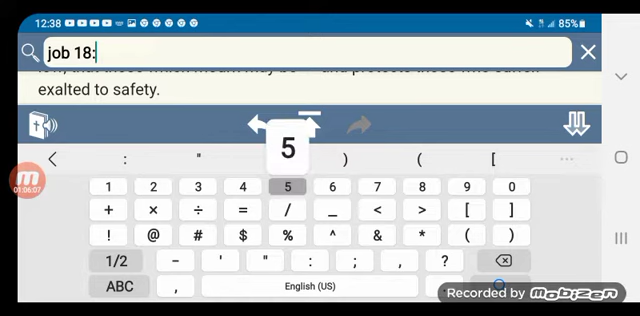 12:38
85%
job 18:
exalted to safety.
5
: " ) ( [ ...
1 2 3 4 5 6 7 8 9 0
+ × ÷ = / _ < > [ ]
! @ # $ % ^ & * ( )
1/2 - ' " : ; , ?
ABC , English (US)
01:06:07
Recorded by MOBIZEN